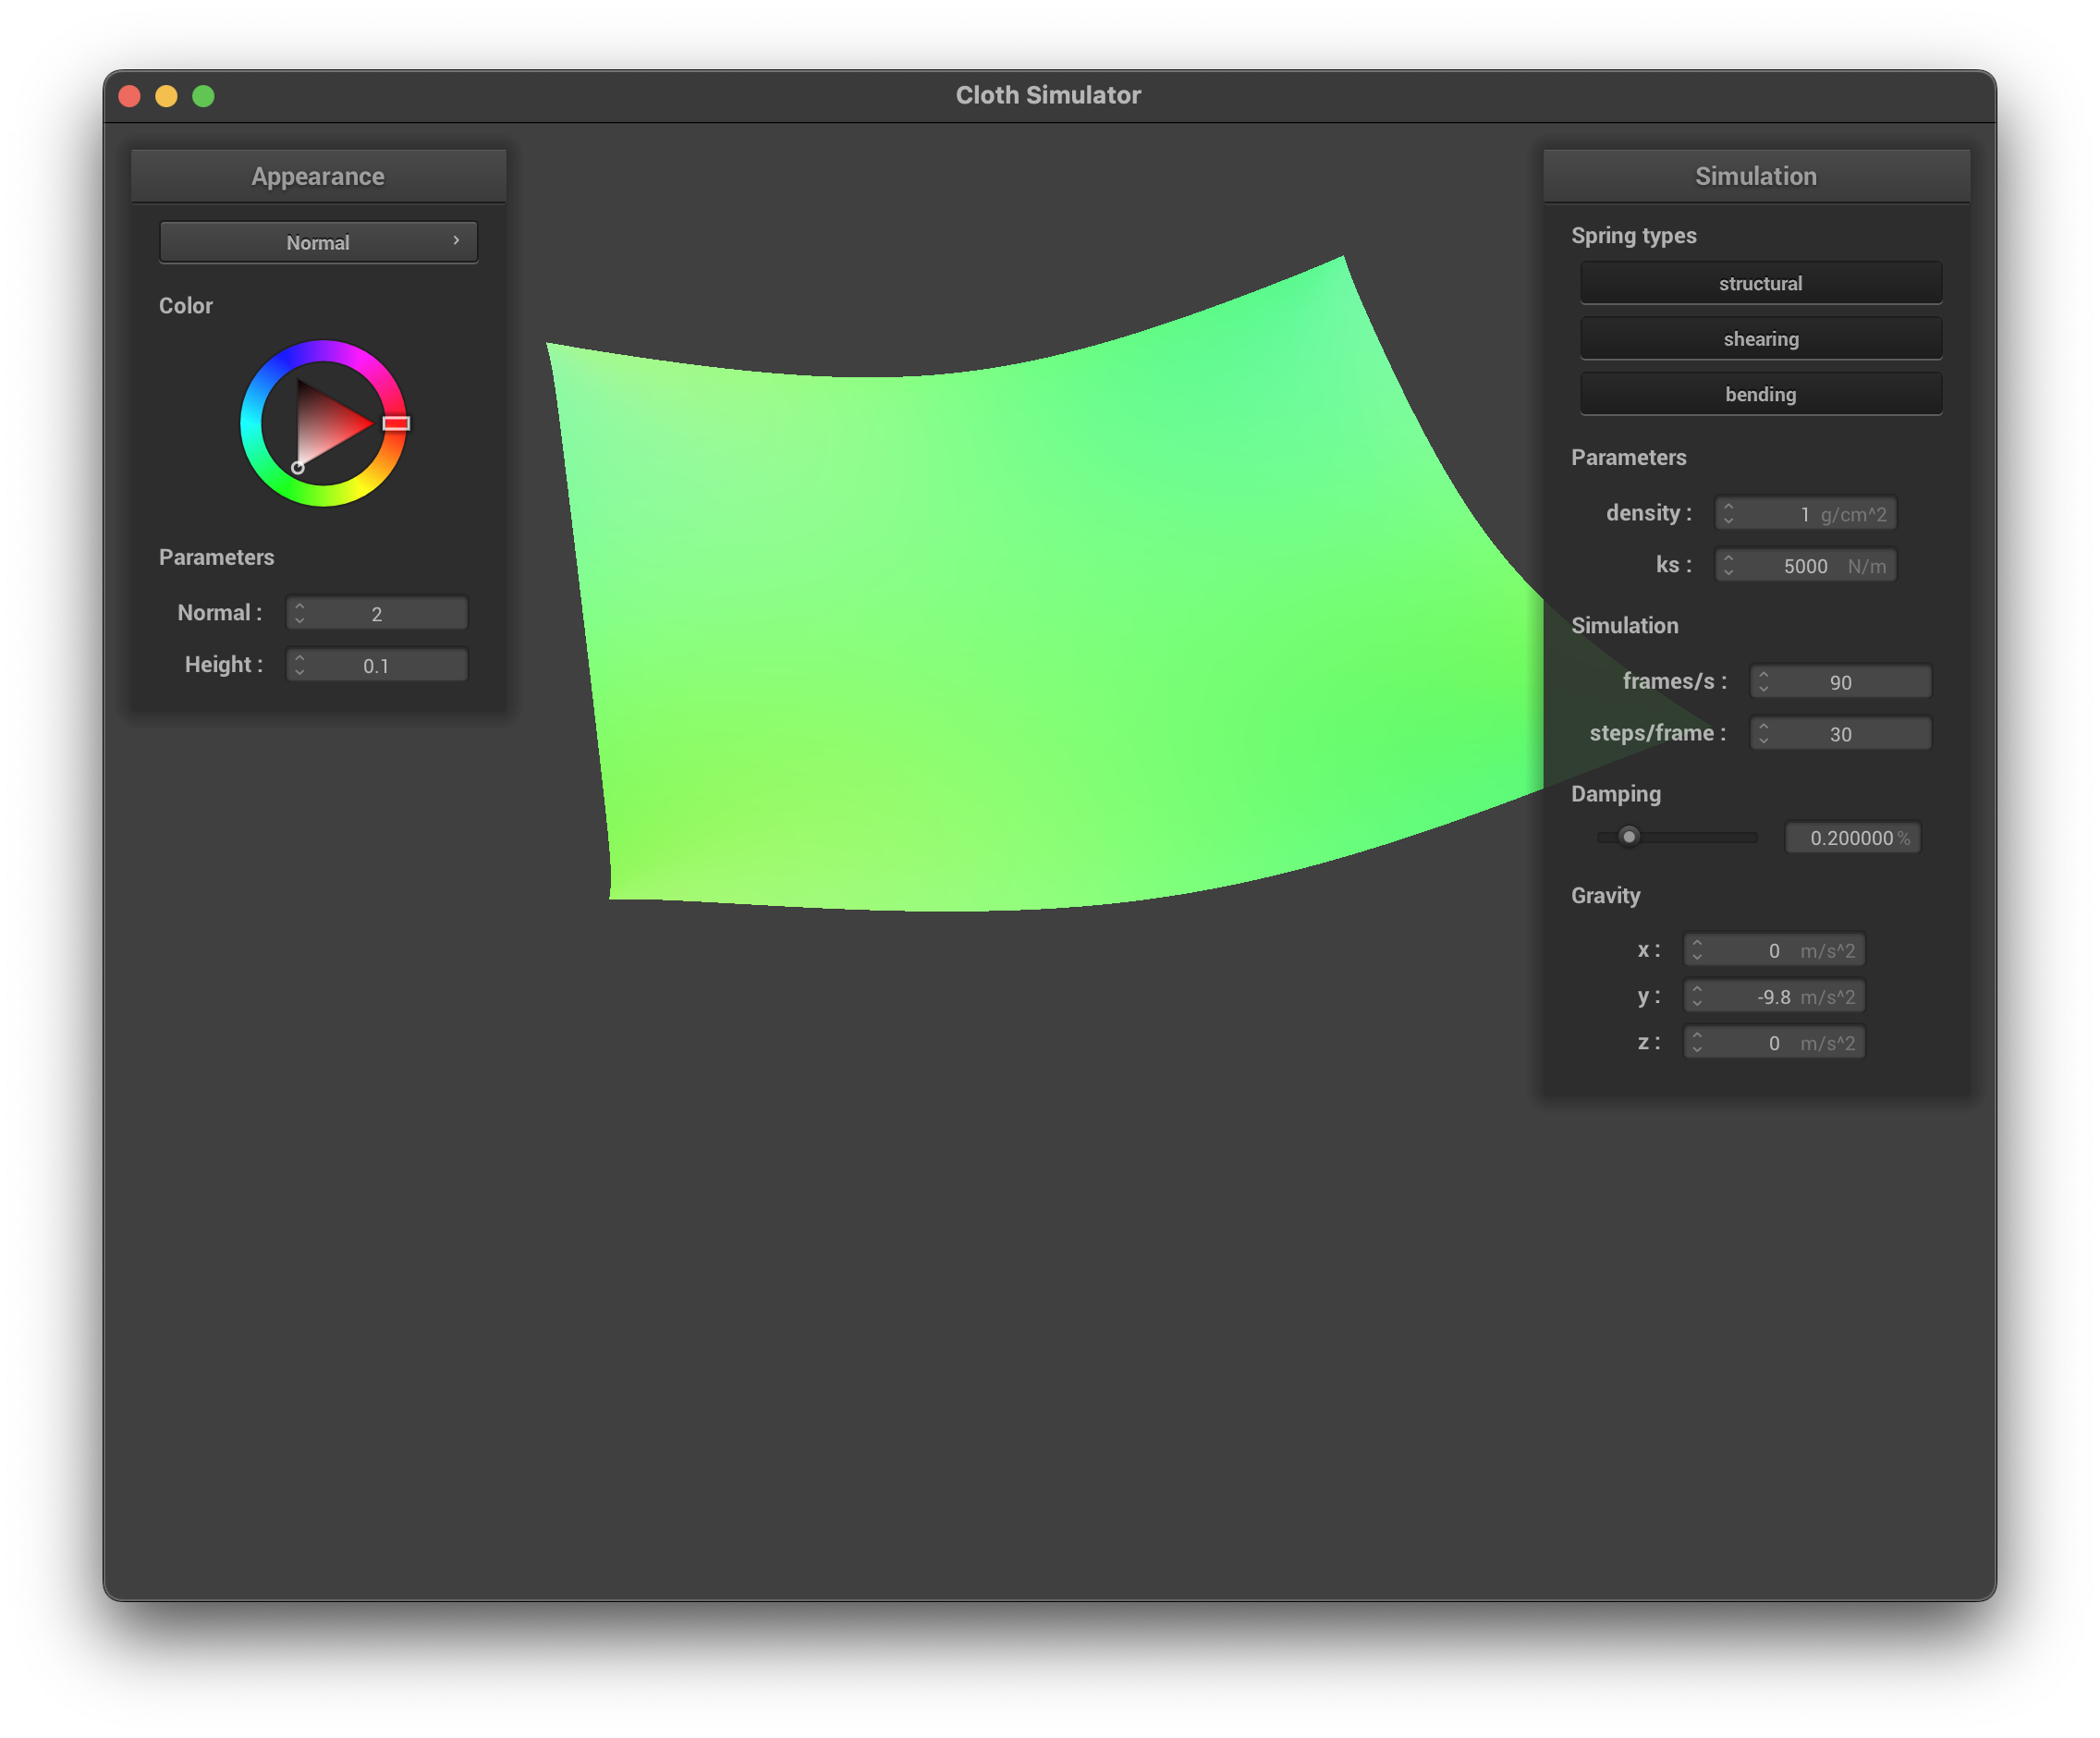 Cloth Simulator
Appearance
Normal
Color
Parameters
Normal : 2
Height : 0.1
Simulation
Spring types
structural
shearing
bending
Parameters
density : 1 g/cm^2
ks : 5000 N/m
Simulation
frames/s : 90
steps/frame : 30
Damping
0.200000 %
Gravity
x : 0 m/s^2
y : -9.8 m/s^2
z : 0 m/s^2